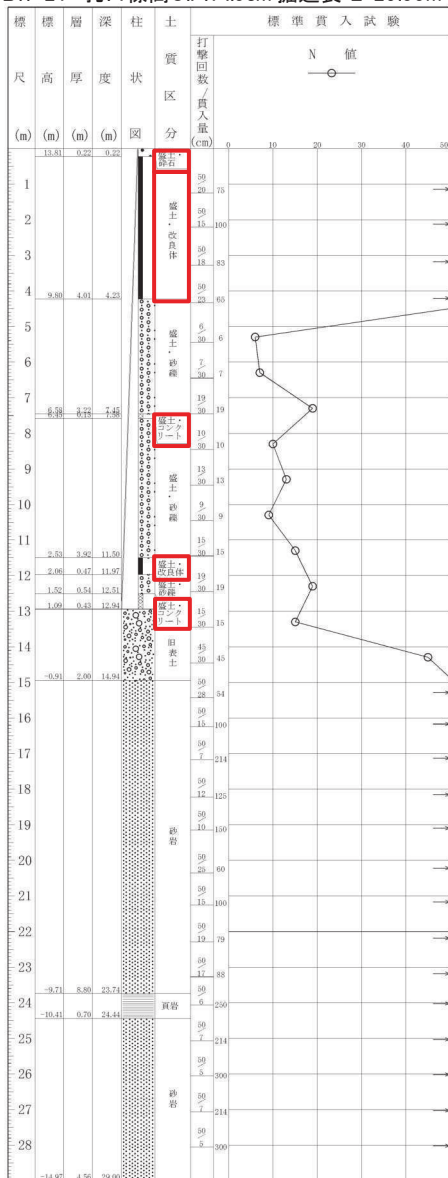 標 標 層 深 柱 土 標準貫入試験
質 打撃回数/貫入量 N 値
尺 高 厚 度 状 区
(m) (m) (m) (m) 図 分 (cm) 0 10 20 30 40 50
13.81 0.22 0.22 盛土・砕石
1 50/20 75
2 盛土・改良体 50/15 100
3 50/18 83
4 9.80 4.01 4.23 50/23 65
5 6/30 6
6 盛土・砂礫 7/30 7
7 6.58 3.22 7.45 19/30 19
8 盛土・コンクリート 10/30 10
9 13/30 13
10 盛土・砂礫 9/30 9
11 2.53 3.92 11.50 15/30 15
12 2.06 0.47 11.97 盛土・改良体 19/30 19
1.52 0.54 12.51 盛土・砂礫
13 1.09 0.43 12.94 盛土・コンクリート 15/30 15
14 旧表土 45/30 45
15 -0.91 2.00 14.94 50/28 54
16 50/15 100
17 50/7 214
18 50/12 125
19 砂岩 50/10 150
20 50/25 60
21 50/15 100
22 50/19 79
23 50/17 88
-9.71 8.80 23.74
24 頁岩 50/6 250
-10.41 0.70 24.44
25 50/7 214
26 砂岩 50/5 300
27 50/7 214
28 50/5 300
-14.97 4.56 29.00